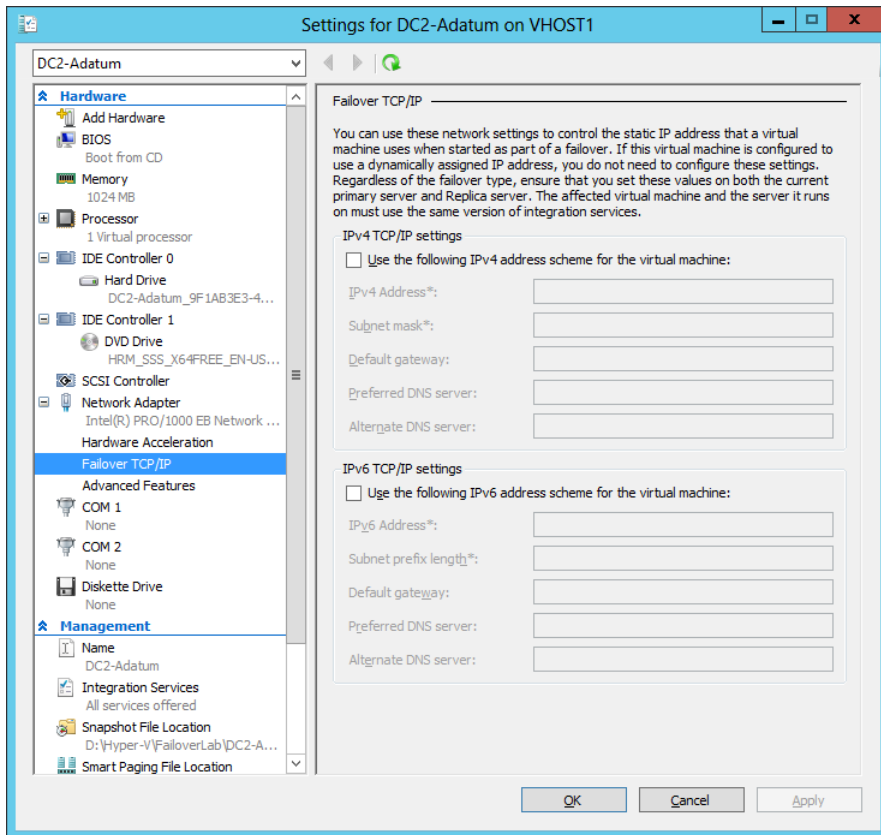 Settings for DC2-Adatum on VHOST1
DC2-Adatum
Hardware
Add Hardware
BIOS
Boot from CD
Memory
1024 MB
Processor
1 Virtual processor
IDE Controller 0
Hard Drive
DC2-Adatum_9F1AB3E3-4...
IDE Controller 1
DVD Drive
HRM_SSS_X64FREE_EN-US...
SCSI Controller
Network Adapter
Intel(R) PRO/1000 EB Network ...
Hardware Acceleration
Failover TCP/IP
Advanced Features
COM 1
None
COM 2
None
Diskette Drive
None
Management
Name
DC2-Adatum
Integration Services
All services offered
Snapshot File Location
D:\Hyper-V\FailoverLab\DC2-A...
Smart Paging File Location
Failover TCP/IP
You can use these network settings to control the static IP address that a virtual
machine uses when started as part of a failover. If this virtual machine is configured to
use a dynamically assigned IP address, you do not need to configure these settings.
Regardless of the failover type, ensure that you set these values on both the current
primary server and Replica server. The affected virtual machine and the server it runs
on must use the same version of integration services.
IPv4 TCP/IP settings
Use the following IPv4 address scheme for the virtual machine:
IPv4 Address*:
Subnet mask*:
Default gateway:
Preferred DNS server:
Alternate DNS server:
IPv6 TCP/IP settings
Use the following IPv6 address scheme for the virtual machine:
IPv6 Address*:
Subnet prefix length*:
Default gateway:
Preferred DNS server:
Alternate DNS server:
OK
Cancel
Apply